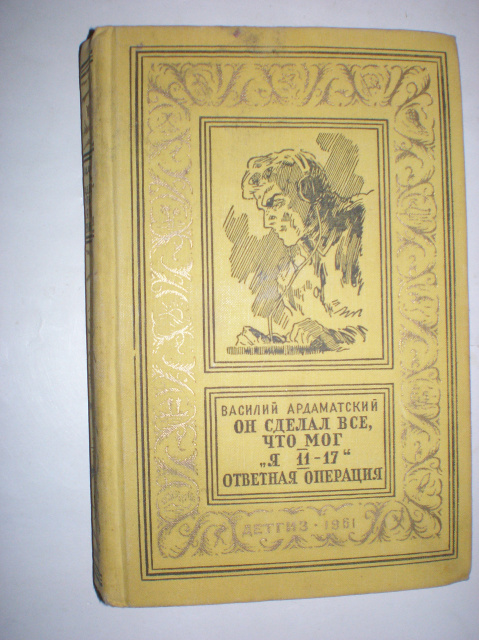 ВАСИЛИЙ АРДАМАТСКИЙ
ОН СДЕЛАЛ ВСЕ,
ЧТО МОГ
„Я 11-17“
ОТВЕТНАЯ ОПЕРАЦИЯ
ДЕТГИЗ · 1961